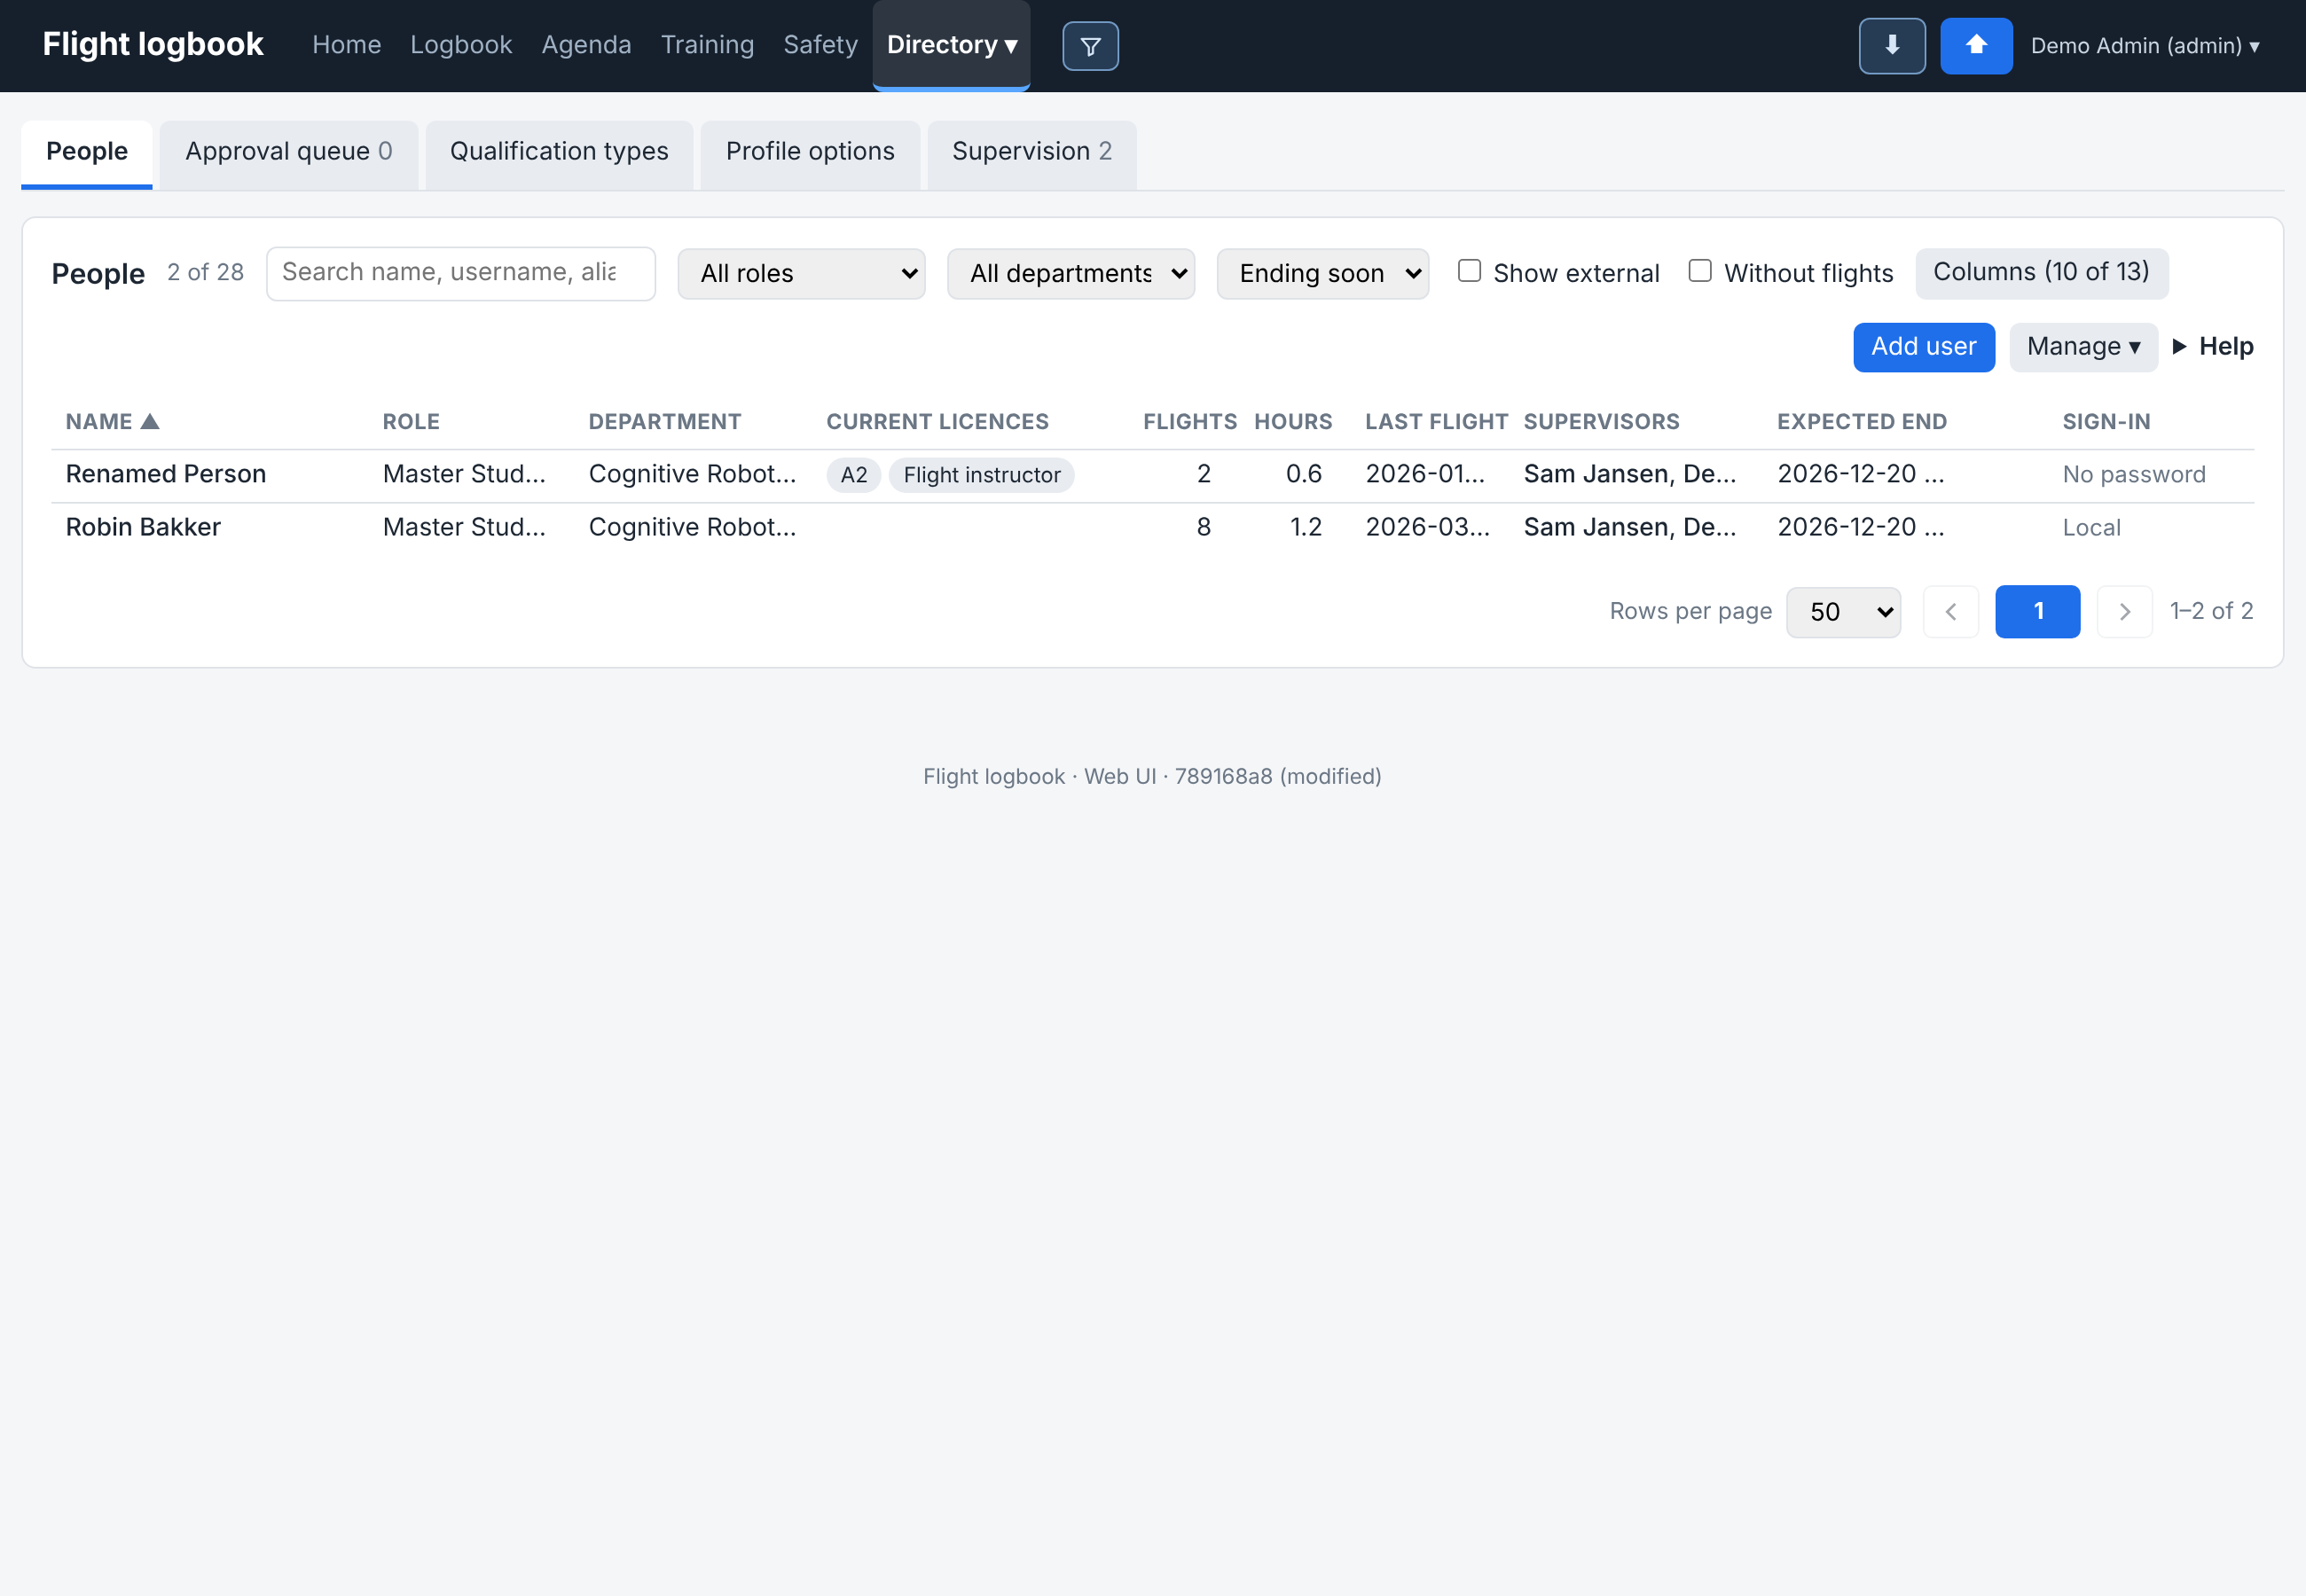 Flight logbook Home Logbook Agenda Training Safety Directory ▾ Demo Admin (admin) ▾
People Approval queue 0 Qualification types Profile options Supervision 2
People 2 of 28 Search name, username, alia All roles All departments Ending soon Show external Without flights Columns (10 of 13)
Add user Manage ▾ ▶ Help
NAME ▲ ROLE DEPARTMENT CURRENT LICENCES FLIGHTS HOURS LAST FLIGHT SUPERVISORS EXPECTED END SIGN-IN
Renamed Person Master Stud... Cognitive Robot... A2 Flight instructor 2 0.6 2026-01... Sam Jansen, De... 2026-12-20 ... No password
Robin Bakker Master Stud... Cognitive Robot... 8 1.2 2026-03... Sam Jansen, De... 2026-12-20 ... Local
Rows per page 50 1 1–2 of 2
Flight logbook · Web UI · 789168a8 (modified)